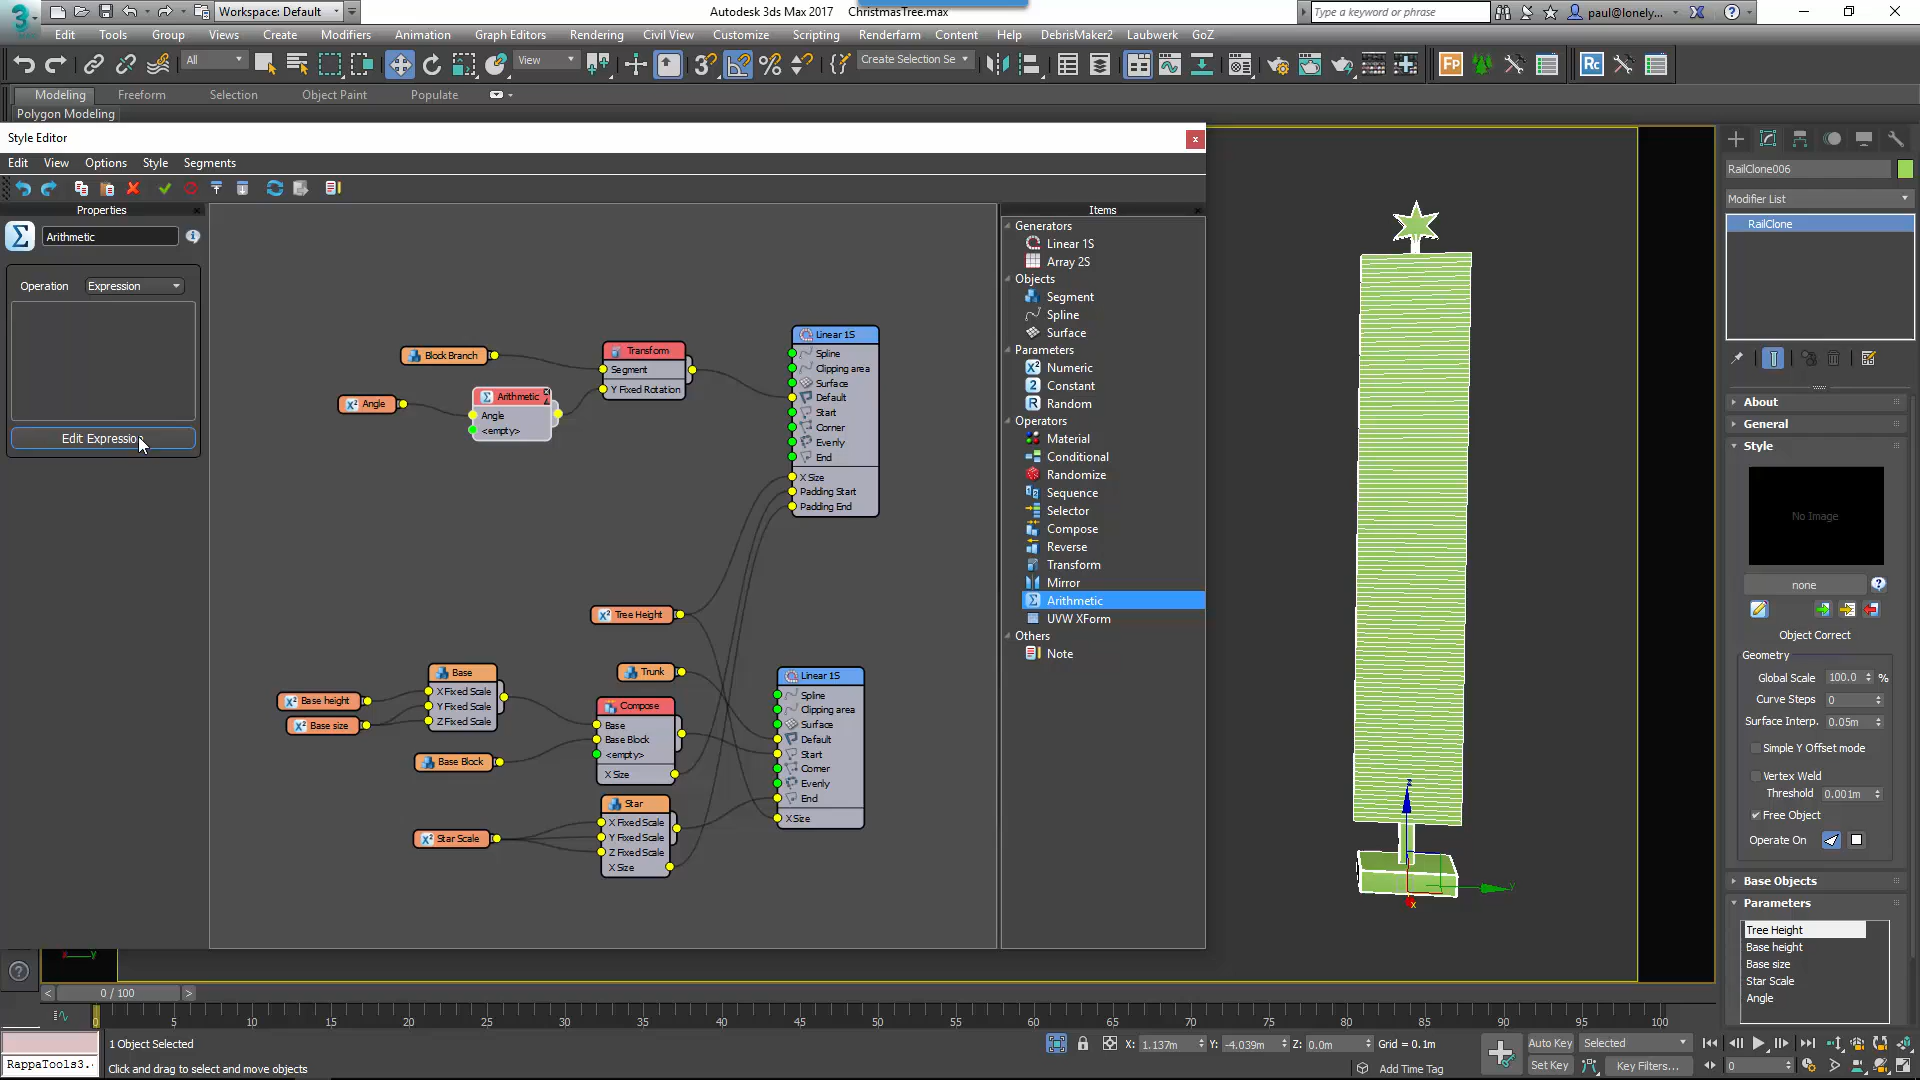 Workspace: Default
Autodesk 3ds Max 2017 ChristmasTree.max
Type a keyword or phrase
paul@lonely...
Edit Tools Group Views Create Modifiers Animation Graph Editors Rendering Civil View Customize Scripting Renderfarm Content Help DebrisMaker2 Laubwerk GoZ
All
View
Create Selection Se
Modeling Freeform Selection Object Paint Populate
Polygon Modeling
Style Editor
Edit View Options Style Segments
Properties
Arithmetic
Operation Expression
Edit Expression
Block Branch
Angle
Arithmetic
Angle
<empty>
Transform
Segment
Y Fixed Rotation
Linear 1S
Spline
Clipping area
Surface
Default
Start
Corner
Evenly
End
X Size
Padding Start
Padding End
Tree Height
Trunk
Base height
Base size
Base
X Fixed Scale
Y Fixed Scale
Z Fixed Scale
Base Block
Compose
Base
Base Block
<empty>
X Size
Star Scale
Star
X Fixed Scale
Y Fixed Scale
Z Fixed Scale
X Size
Linear 1S
Spline
Clipping area
Surface
Default
Start
Corner
Evenly
End
X Size
Items
Generators
Linear 1S
Array 2S
Objects
Segment
Spline
Surface
Parameters
Numeric
Constant
Random
Operators
Material
Conditional
Randomize
Sequence
Selector
Compose
Reverse
Transform
Mirror
Arithmetic
UVW XForm
Others
Note
z
y
x
RailClone006
Modifier List
RailClone
About
General
Style
No Image
none
Object Correct
Geometry
Global Scale 100.0 %
Curve Steps 0
Surface Interp. 0.05m
Simple Y Offset mode
Vertex Weld
Threshold 0.001m
Free Object
Operate On
Base Objects
Parameters
Tree Height
Base height
Base size
Star Scale
Angle
0 / 100
0 5 10 15 20 25 30 35 40 45 50 55 60 65 70 75 80 85 90 95 100
1 Object Selected
X: 1.137m Y: -4.039m Z: 0.0m Grid = 0.1m
Auto Key Selected
RappaTools3.
Click and drag to select and move objects
Add Time Tag
Set Key Key Filters...
0